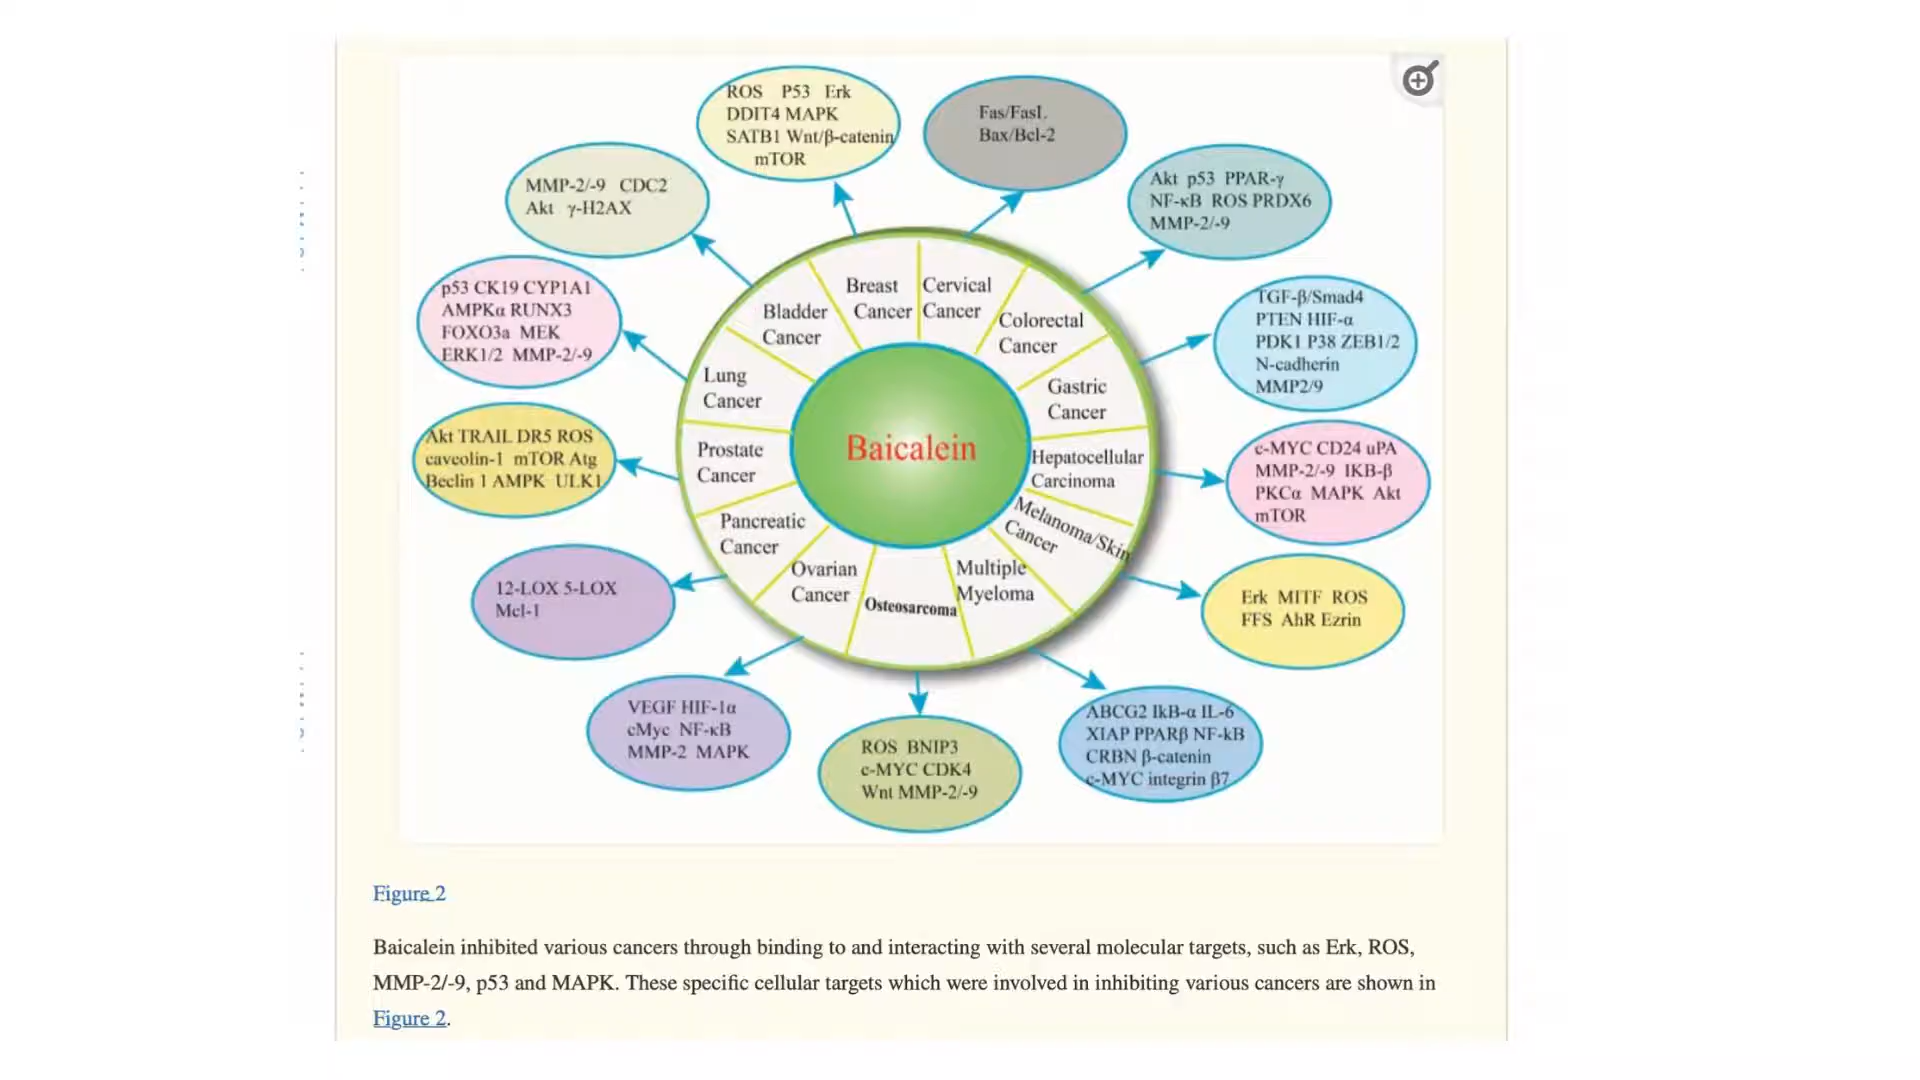 ROS P53 Erk
DDIT4 MAPK
SATB1 Wnt/β-catenin
mTOR
Fas/FasL
Bax/Bcl-2
MMP-2/-9 CDC2
Akt γ-H2AX
Akt p53 PPAR-γ
NF-κB ROS PRDX6
MMP-2/-9
p53 CK19 CYP1A1
AMPKα RUNX3
FOXO3a MEK
ERK1/2 MMP-2/-9
TGF-β/Smad4
PTEN HIF-α
PDK1 P38 ZEB1/2
N-cadherin
MMP2/9
Akt TRAIL DR5 ROS
caveolin-1 mTOR Atg
Beclin 1 AMPK ULK1
c-MYC CD24 uPA
MMP-2/-9 IKB-β
PKCα MAPK Akt
mTOR
12-LOX 5-LOX
Mcl-1
Erk MITF ROS
FFS AhR Ezrin
VEGF HIF-1α
cMyc NF-κB
MMP-2 MAPK
ROS BNIP3
c-MYC CDK4
Wnt MMP-2/-9
ABCG2 IkB-α IL-6
XIAP PPARβ NF-kB
CRBN β-catenin
c-MYC integrin β7
Breast
Cancer
Cervical
Cancer
Colorectal
Cancer
Gastric
Cancer
Hepatocellular
Carcinoma
Melanoma/Skin
Cancer
Multiple
Myeloma
Osteosarcoma
Ovarian
Cancer
Pancreatic
Cancer
Prostate
Cancer
Lung
Cancer
Bladder
Cancer
Baicalein
Figure 2
Baicalein inhibited various cancers through binding to and interacting with several molecular targets, such as Erk, ROS,
MMP-2/-9, p53 and MAPK. These specific cellular targets which were involved in inhibiting various cancers are shown in
Figure 2.